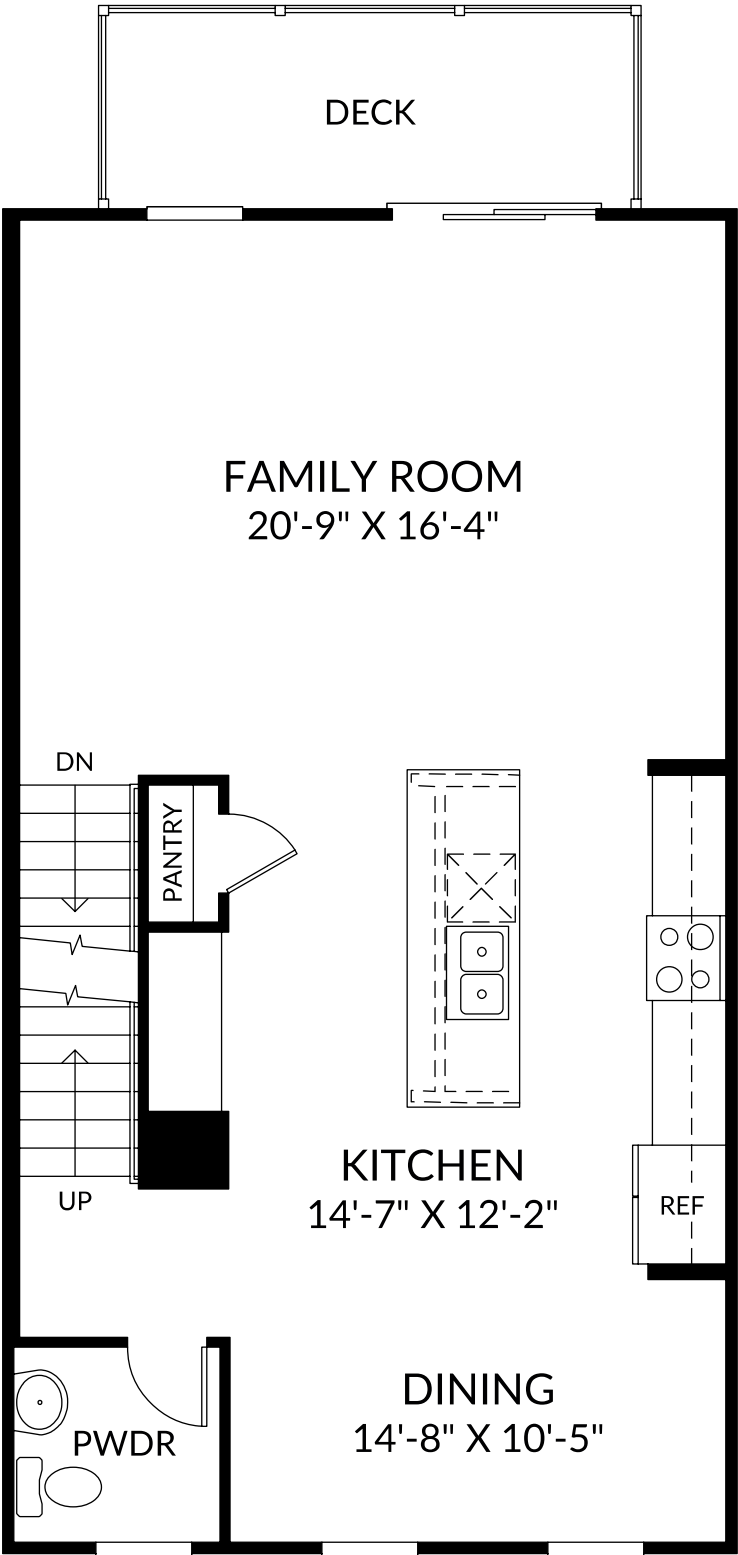 DECK
FAMILY ROOM
20'-9" X 16'-4"
DN
PANTRY
KITCHEN
14'-7" X 12'-2"
UP
REF
DINING
14'-8" X 10'-5"
PWDR